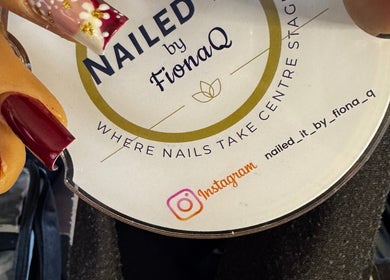 NAILED
by
FionaQ
WHERE NAILS TAKE CENTRE STAG
Instagram
nailed_it_by_fiona_q